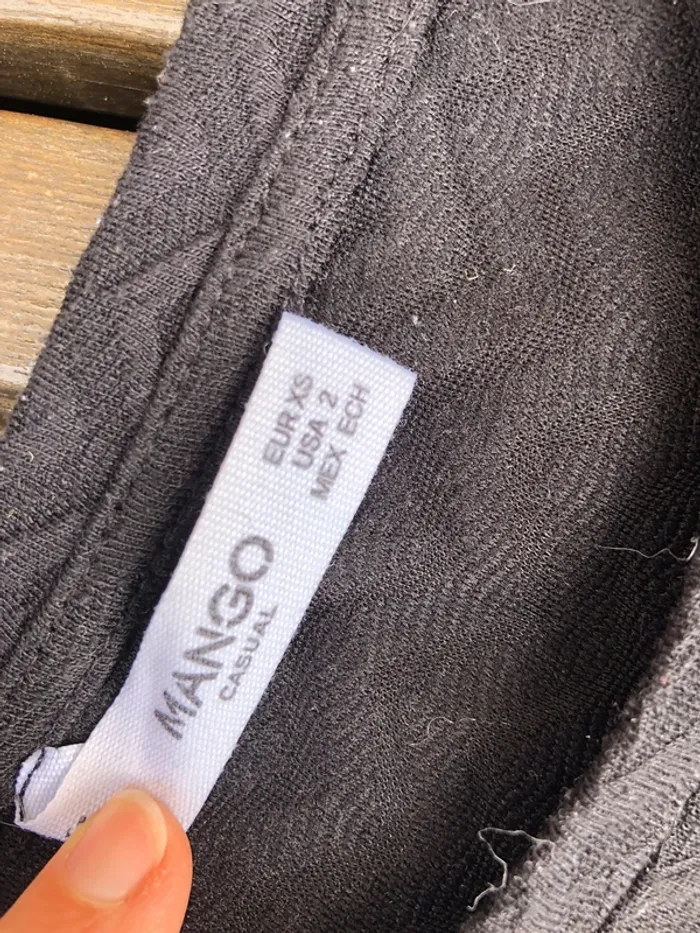 EUR XS
USA 2
MEX ECH
MANGO
CASUAL